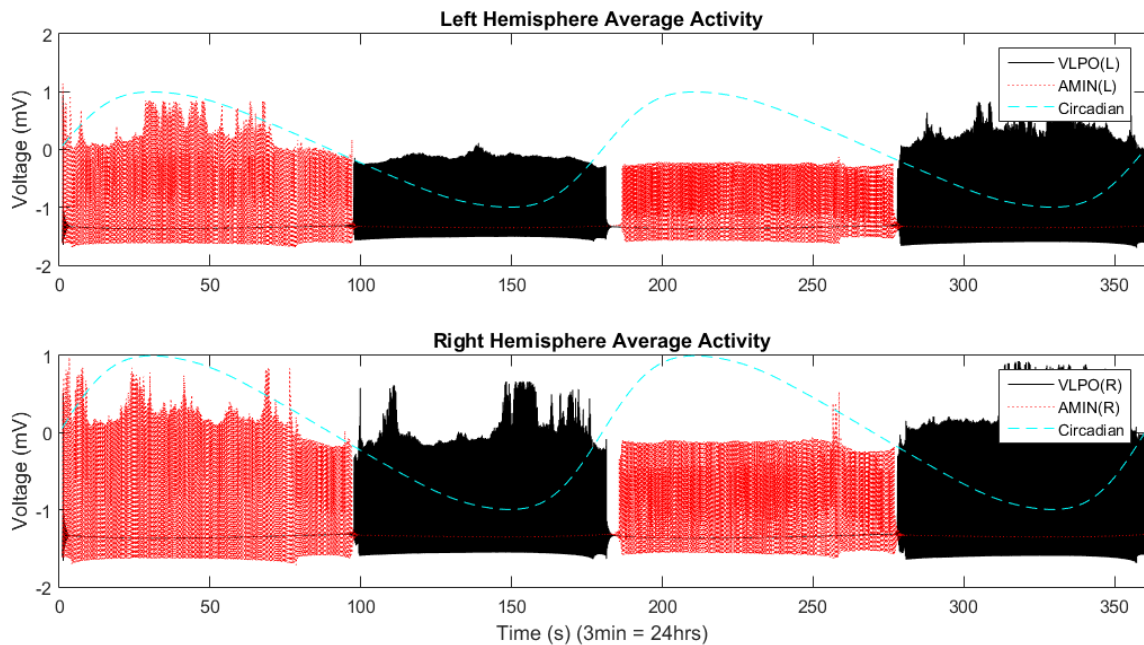 Left Hemisphere Average Activity
Voltage (mV)
2
1
0
-1
-2
VLPO(L)
AMIN(L)
Circadian
0 50 100 150 200 250 300 350
Right Hemisphere Average Activity
Voltage (mV)
1
0
-1
-2
VLPO(R)
AMIN(R)
Circadian
0 50 100 150 200 250 300 350
Time (s) (3min = 24hrs)